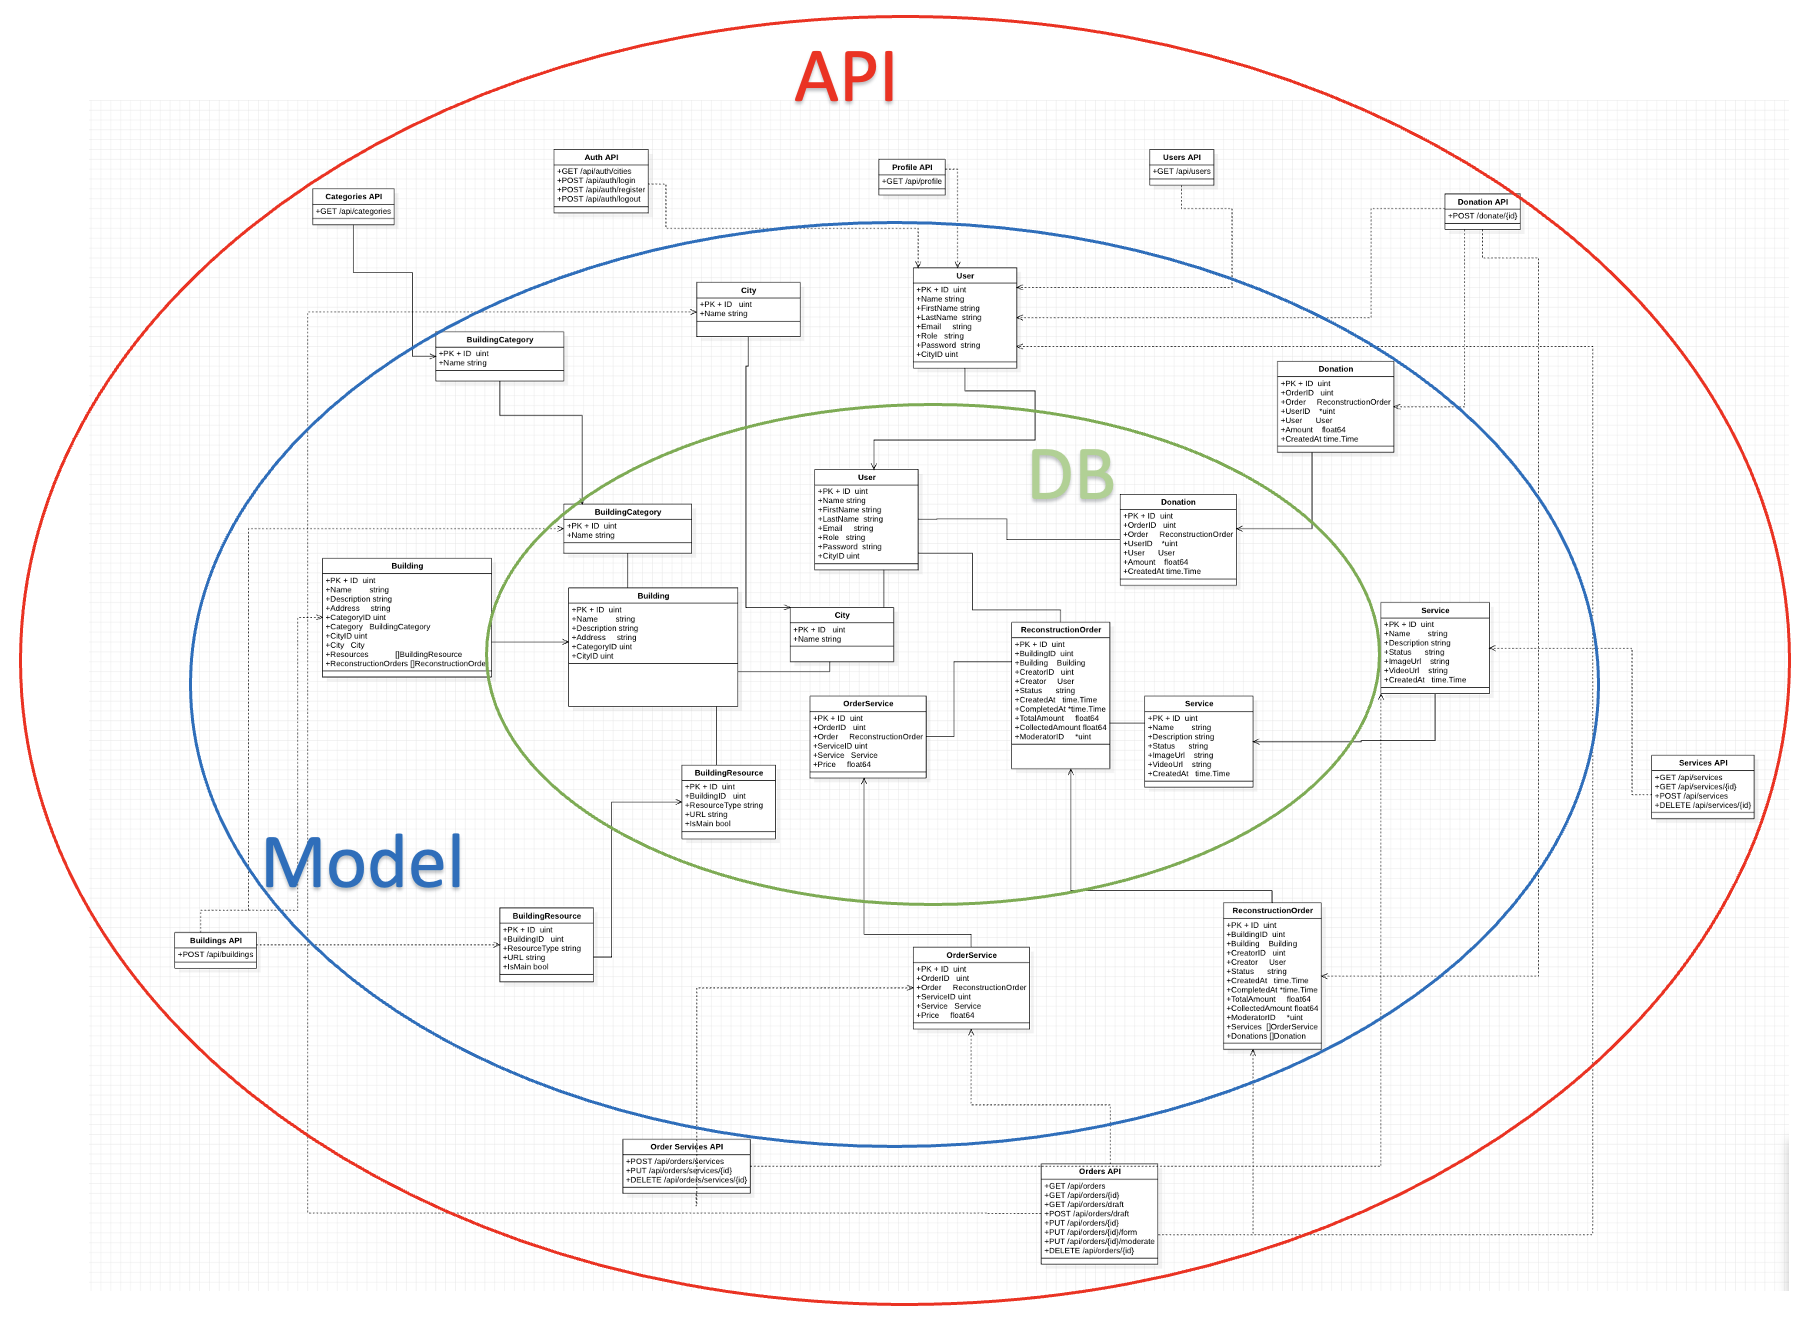 API
Auth API
+GET /api/auth/cities
+POST /api/auth/login
+POST /api/auth/register
+POST /api/auth/logout
Profile API
+GET /api/profile
Users API
+GET /api/users
Categories API
+GET /api/categories
Donation API
+POST /donate/{id}
User
+PK + ID uint
+Name string
+FirstName string
+LastName string
+Email string
+Role string
+Password string
+CityID uint
City
+PK + ID uint
+Name string
BuildingCategory
+PK + ID uint
+Name string
Donation
+PK + ID uint
+OrderID uint
+Order ReconstructionOrder
+UserID *uint
+User User
+Amount float64
+CreatedAt time.Time
DB
User
+PK + ID uint
+Name string
+FirstName string
+LastName string
+Email string
+Role string
+Password string
+CityID uint
Donation
+PK + ID uint
+OrderID uint
+Order ReconstructionOrder
+UserID *uint
+User User
+Amount float64
+CreatedAt time.Time
BuildingCategory
+PK + ID uint
+Name string
Building
+PK + ID uint
+Name string
+Description string
+Address string
+CategoryID uint
+Category BuildingCategory
+CityID uint
+City City
+Resources []BuildingResource
+ReconstructionOrders []ReconstructionOrde
Building
+PK + ID uint
+Name string
+Description string
+Address string
+CategoryID uint
+CityID uint
City
+PK + ID uint
+Name string
ReconstructionOrder
+PK + ID uint
+BuildingID uint
+Building Building
+CreatorID uint
+Creator User
+Status string
+CreatedAt time.Time
+CompletedAt *time.Time
+TotalAmount float64
+CollectedAmount float64
+ModeratorID *uint
Service
+PK + ID uint
+Name string
+Description string
+Status string
+ImageUrl string
+VideoUrl string
+CreatedAt time.Time
OrderService
+PK + ID uint
+OrderID uint
+Order ReconstructionOrder
+ServiceID uint
+Service Service
+Price float64
Service
+PK + ID uint
+Name string
+Description string
+Status string
+ImageUrl string
+VideoUrl string
+CreatedAt time.Time
BuildingResource
+PK + ID uint
+BuildingID uint
+ResourceType string
+URL string
+IsMain bool
Services API
+GET /api/services
+GET /api/services/{id}
+POST /api/services
+DELETE /api/services/{id}
Model
Buildings API
+POST /api/buildings
BuildingResource
+PK + ID uint
+BuildingID uint
+ResourceType string
+URL string
+IsMain bool
OrderService
+PK + ID uint
+OrderID uint
+Order ReconstructionOrder
+ServiceID uint
+Service Service
+Price float64
ReconstructionOrder
+PK + ID uint
+BuildingID uint
+Building Building
+CreatorID uint
+Creator User
+Status string
+CreatedAt time.Time
+CompletedAt *time.Time
+TotalAmount float64
+CollectedAmount float64
+ModeratorID *uint
+Services []OrderService
+Donations []Donation
Order Services API
+POST /api/orders/services
+PUT /api/orders/services/{id}
+DELETE /api/orders/services/{id}
Orders API
+GET /api/orders
+GET /api/orders/{id}
+GET /api/orders/draft
+POST /api/orders/draft
+PUT /api/orders/{id}
+PUT /api/orders/{id}/form
+PUT /api/orders/{id}/moderate
+DELETE /api/orders/{id}